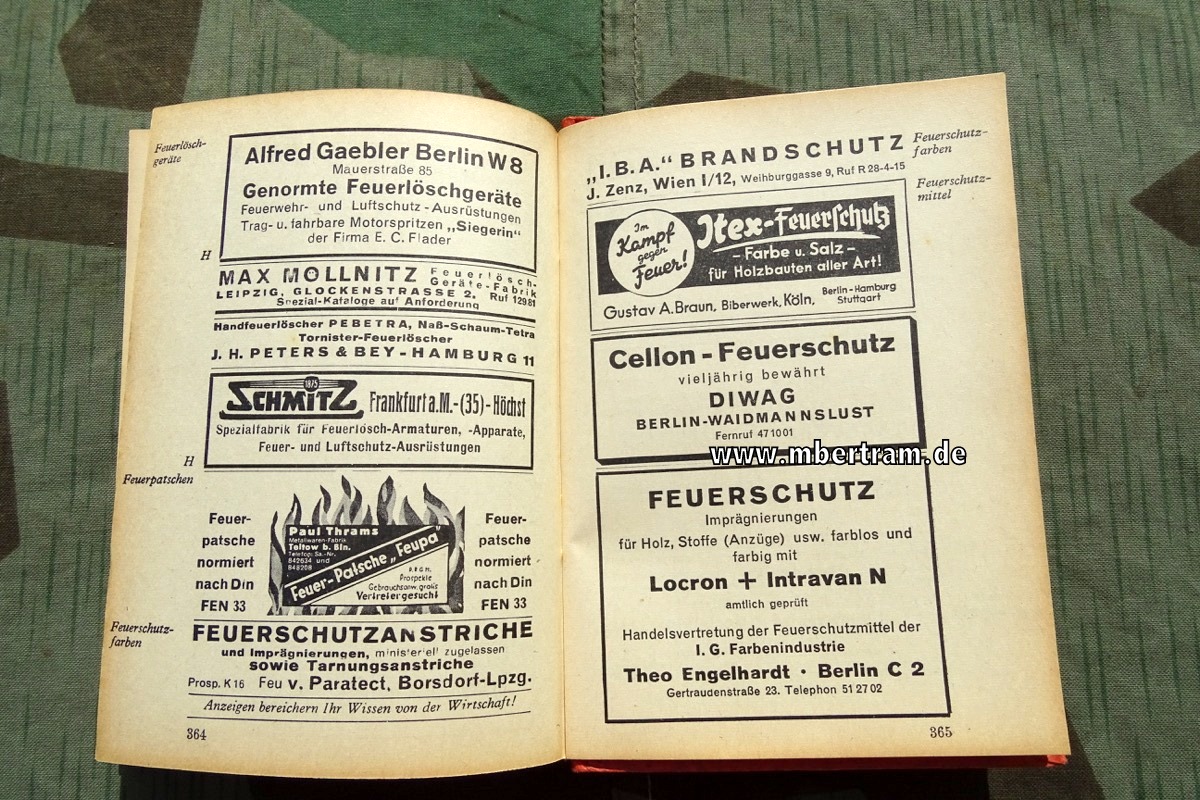 Feuerlösch-
geräte
Alfred Gaebler Berlin W 8
Mauerstraße 85
Genormte Feuerlöschgeräte
Feuerwehr- und Luftschutz-Ausrüstungen
Trag- u. fahrbare Motorspritzen „Siegerin"
der Firma E. C. Flader
H
MAX MOLLNITZ Feuerlösch-
Geräte-Fabrik
LEIPZIG, GLOCKENSTRASSE 2. Ruf 12981
Spezial-Kataloge auf Anforderung
Handfeuerlöscher PEBETRA, Naß-Schaum-Tetra
Tornister-Feuerlöscher
J. H. PETERS & BEY - HAMBURG 11
1875
SCHMITZ Frankfurt a.M.-(35)-Höchst
Spezialfabrik für Feuerlösch-Armaturen, -Apparate,
Feuer- und Luftschutz-Ausrüstungen
H
Feuerpatschen
Feuer-
patsche
normiert
nach Din
FEN 33
Paul Thrams
Metallwaren-Fabrik
Teltow b. Bln.
Telefon: Sa.-Nr.
842634 und
848208
Feuer-Patsche „Feupa"
D.R.G.M.
Prospekte
Gebrauchsanw. gratis
Vertreter gesucht
Feuer-
patsche
normiert
nach Din
FEN 33
Feuerschutz-
farben
FEUERSCHUTZANSTRICHE
und Imprägnierungen, ministeriell zugelassen
sowie Tarnungsanstriche
Prosp. K 16 Feu v. Paratect, Borsdorf-Lpzg.
Anzeigen bereichern Ihr Wissen von der Wirtschaft!
364
„I.B.A." BRANDSCHUTZ
J. Zenz, Wien I/12, Weihburggasse 9, Ruf R 28-4-15
Feuerschutz-
farben
Feuerschutz-
mittel
Im
Kampf
gegen
Feuer!
Itex-Feuerschutz
- Farbe u. Salz -
für Holzbauten aller Art!
Gustav A. Braun, Biberwerk, Köln, Berlin-Hamburg
Stuttgart
Cellon-Feuerschutz
vieljährig bewährt
DIWAG
BERLIN-WAIDMANNSLUST
Fernruf 471001
www.mbertram.de
FEUERSCHUTZ
Imprägnierungen
für Holz, Stoffe (Anzüge) usw. farblos und
farbig mit
Locron + Intravan N
amtlich geprüft
Handelsvertretung der Feuerschutzmittel der
I. G. Farbenindustrie
Theo Engelhardt · Berlin C 2
Gertraudenstraße 23. Telephon 51 27 02
365